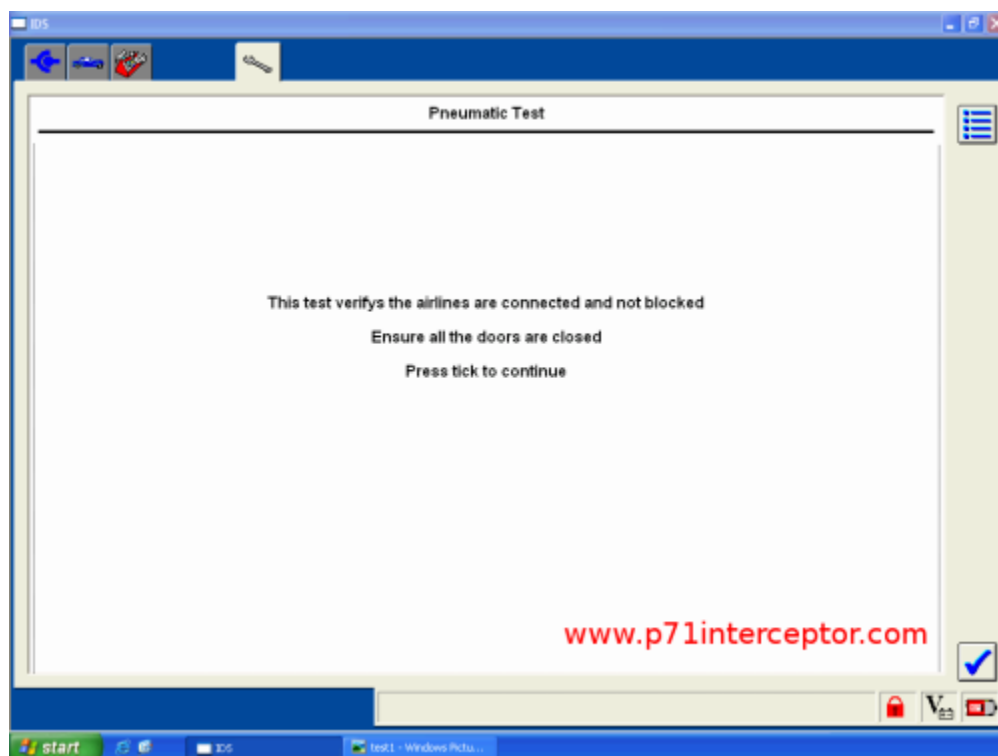 IDS
Pneumatic Test
This test verifys the airlines are connected and not blocked
Ensure all the doors are closed
Press tick to continue
www.p71interceptor.com
V
start
IDS
test1 - Windows Pictu...